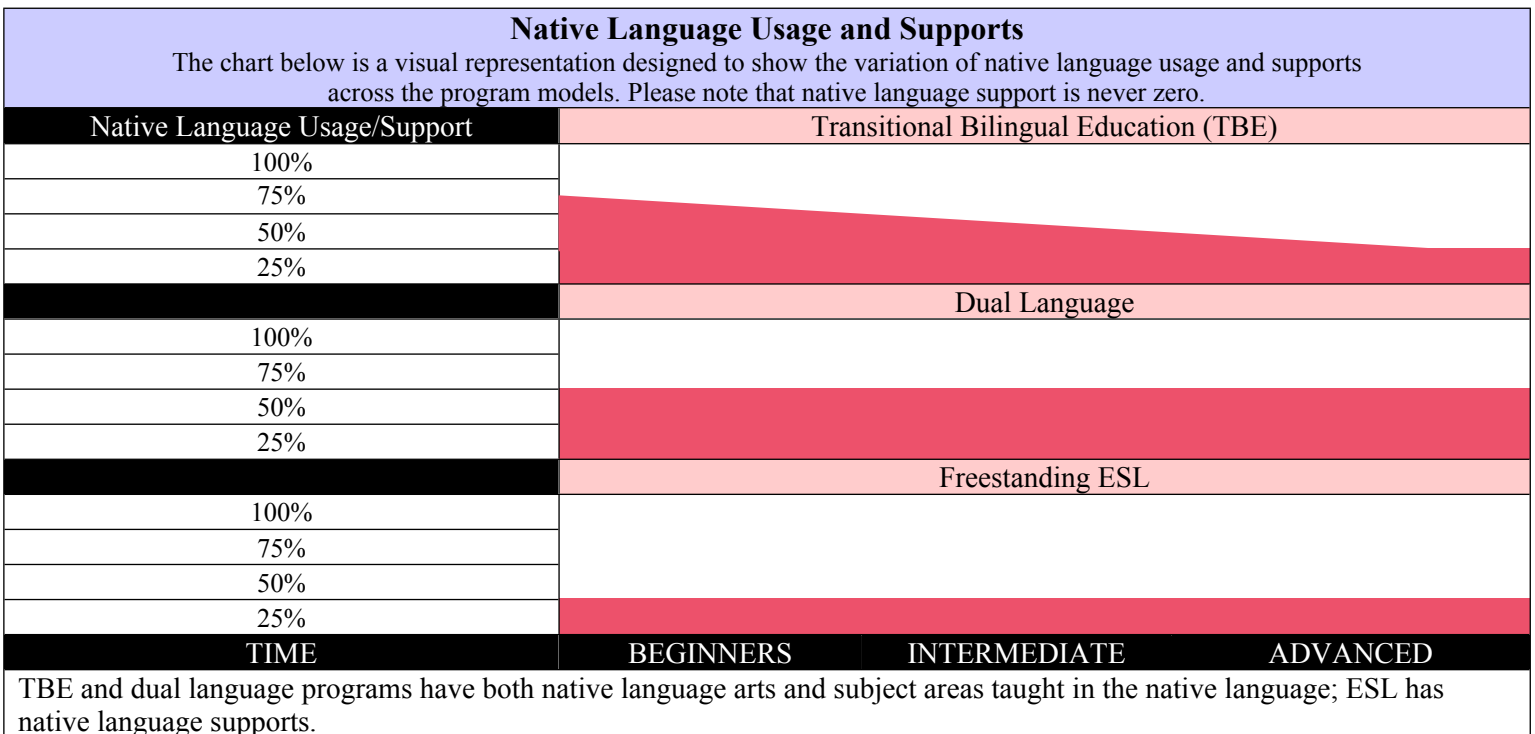 Native Language Usage and Supports
The chart below is a visual representation designed to show the variation of native language usage and supports
across the program models. Please note that native language support is never zero.
Native Language Usage/Support Transitional Bilingual Education (TBE)
100%
75%
50%
25%
Dual Language
100%
75%
50%
25%
Freestanding ESL
100%
75%
50%
25%
TIME BEGINNERS INTERMEDIATE ADVANCED
TBE and dual language programs have both native language arts and subject areas taught in the native language; ESL has
native language supports.